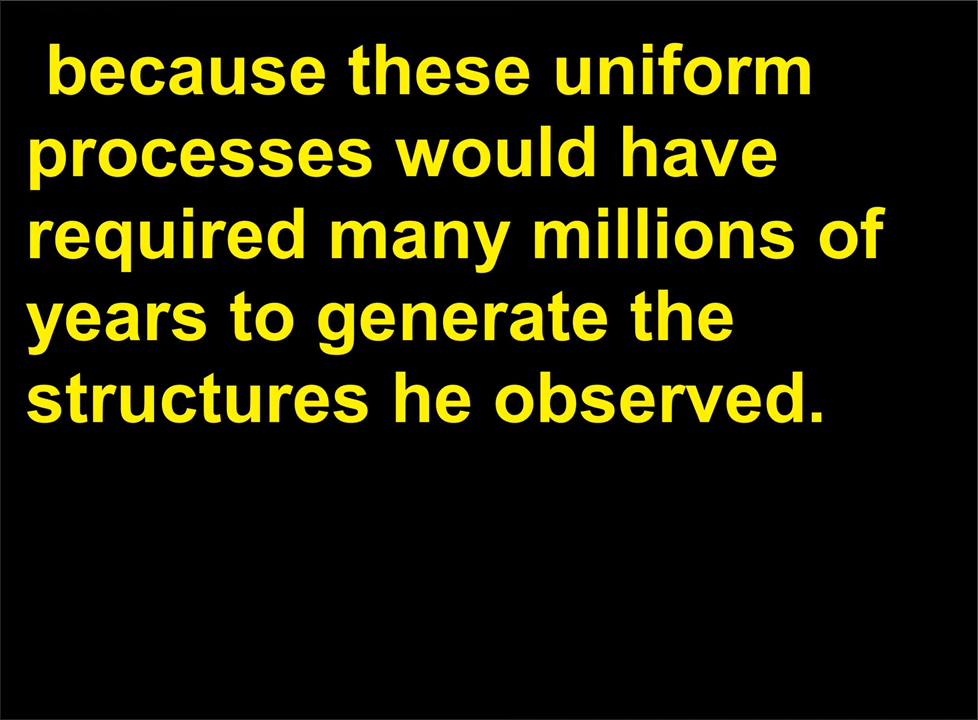 because these uniform
processes would have
required many millions of
years to generate the
structures he observed.